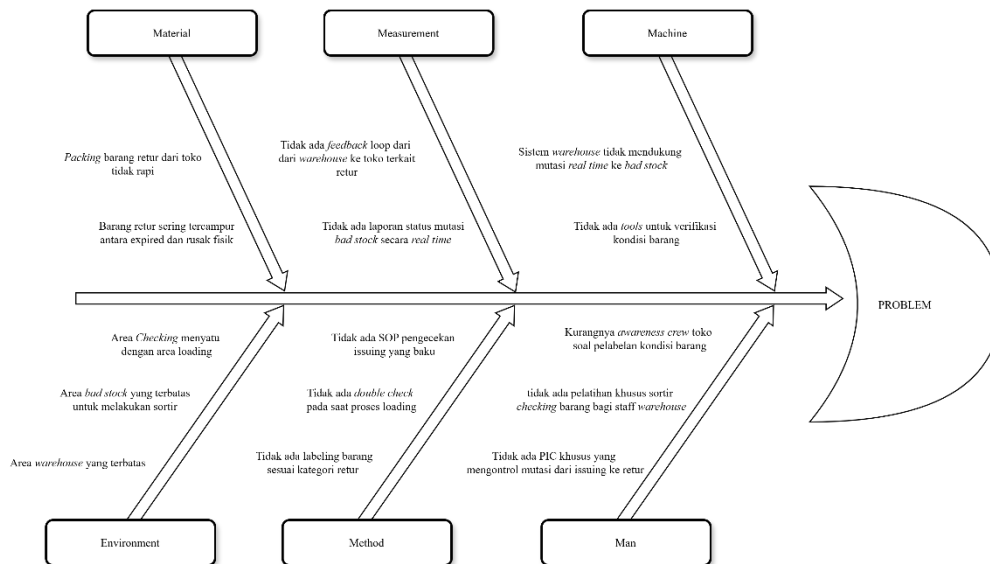 Material
Measurement
Machine
Packing barang retur dari toko
tidak rapi
Barang retur sering tercampur
antara expired dan rusak fisik
Tidak ada feedback loop dari
dari warehouse ke toko terkait
retur
Tidak ada laporan status mutasi
bad stock secara real time
Sistem warehouse tidak mendukung
mutasi real time ke bad stock
Tidak ada tools untuk verifikasi
kondisi barang
PROBLEM
Area Checking menyatu
dengan area loading
Area bad stock yang terbatas
untuk melakukan sortir
Area warehouse yang terbatas
Tidak ada SOP pengecekan
issuing yang baku
Tidak ada double check
pada saat proses loading
Tidak ada labeling barang
sesuai kategori retur
Kurangnya awareness crew toko
soal pelabelan kondisi barang
tidak ada pelatihan khusus sortir
checking barang bagi staff warehouse
Tidak ada PIC khusus yang
mengontrol mutasi dari issuing ke retur
Environment
Method
Man